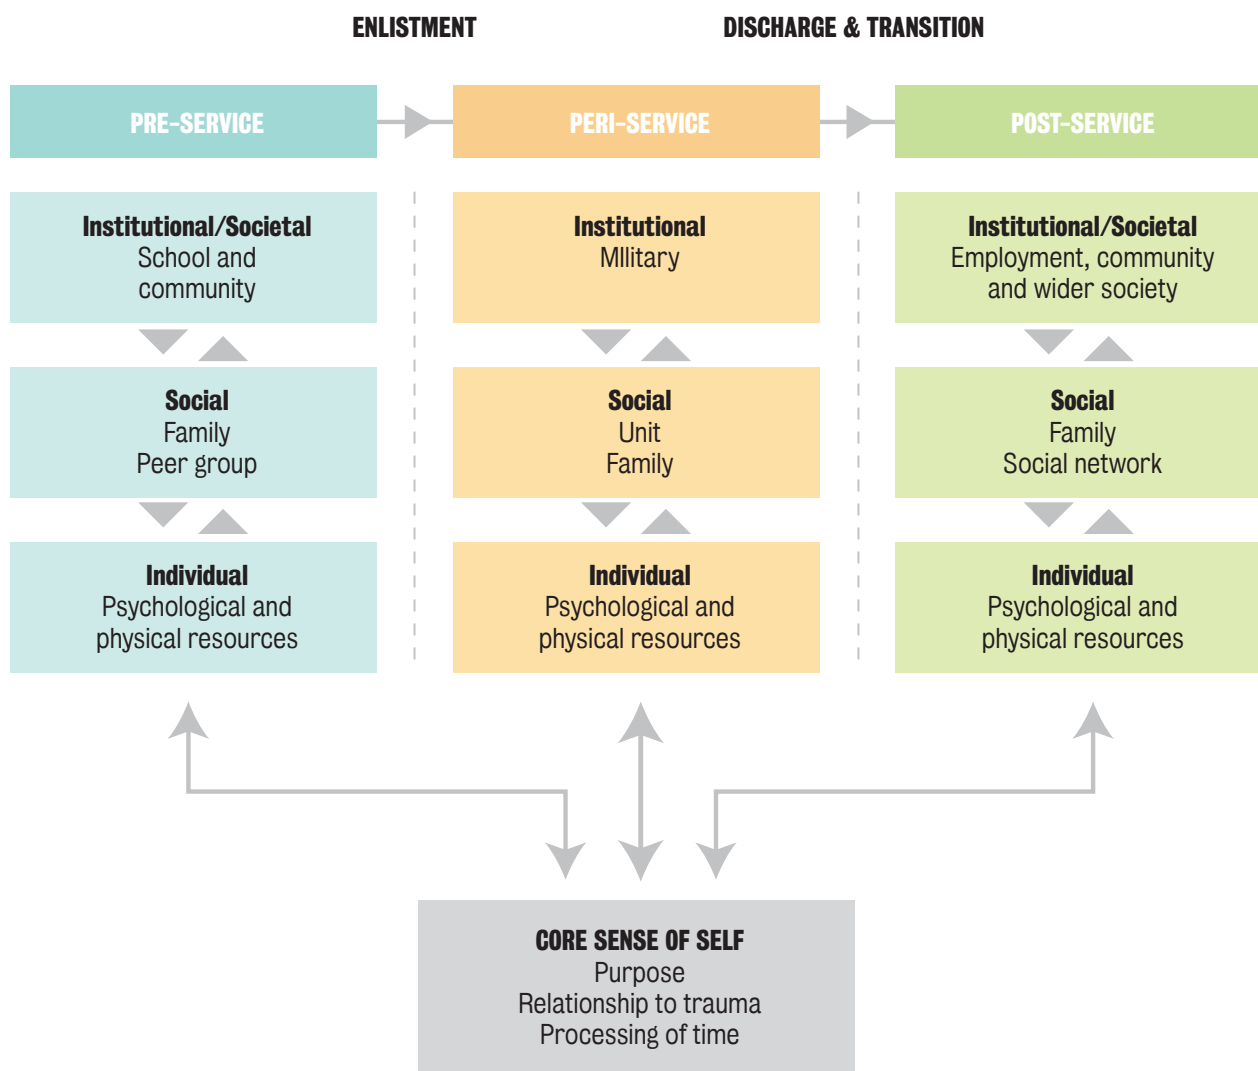 ENLISTMENT
DISCHARGE & TRANSITION
PRE-SERVICE
PERI-SERVICE
POST-SERVICE
Institutional/Societal
School and
community
Institutional
MIlitary
Institutional/Societal
Employment, community
and wider society
Social
Family
Peer group
Social
Unit
Family
Social
Family
Social network
Individual
Psychological and
physical resources
Individual
Psychological and
physical resources
Individual
Psychological and
physical resources
CORE SENSE OF SELF
Purpose
Relationship to trauma
Processing of time